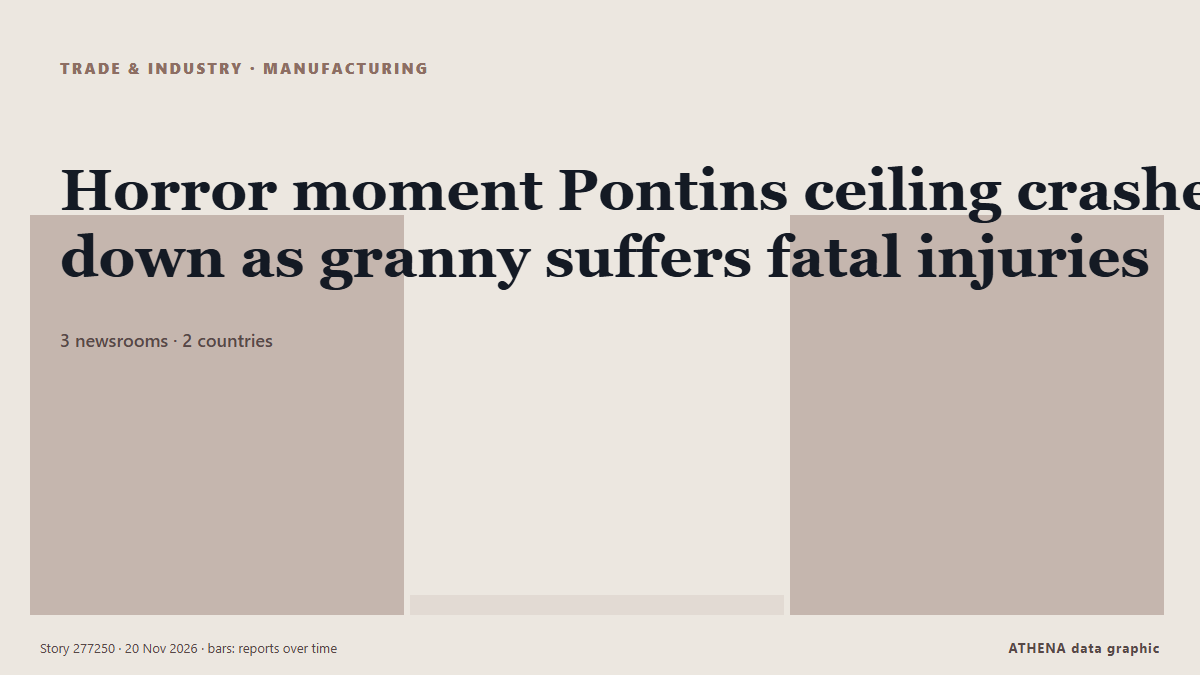 TRADE & INDUSTRY · MANUFACTURING
Horror moment Pontins ceiling crashe
down as granny suffers fatal injuries
3 newsrooms · 2 countries
Story 277250 · 20 Nov 2026 · bars: reports over time
ATHENA data graphic